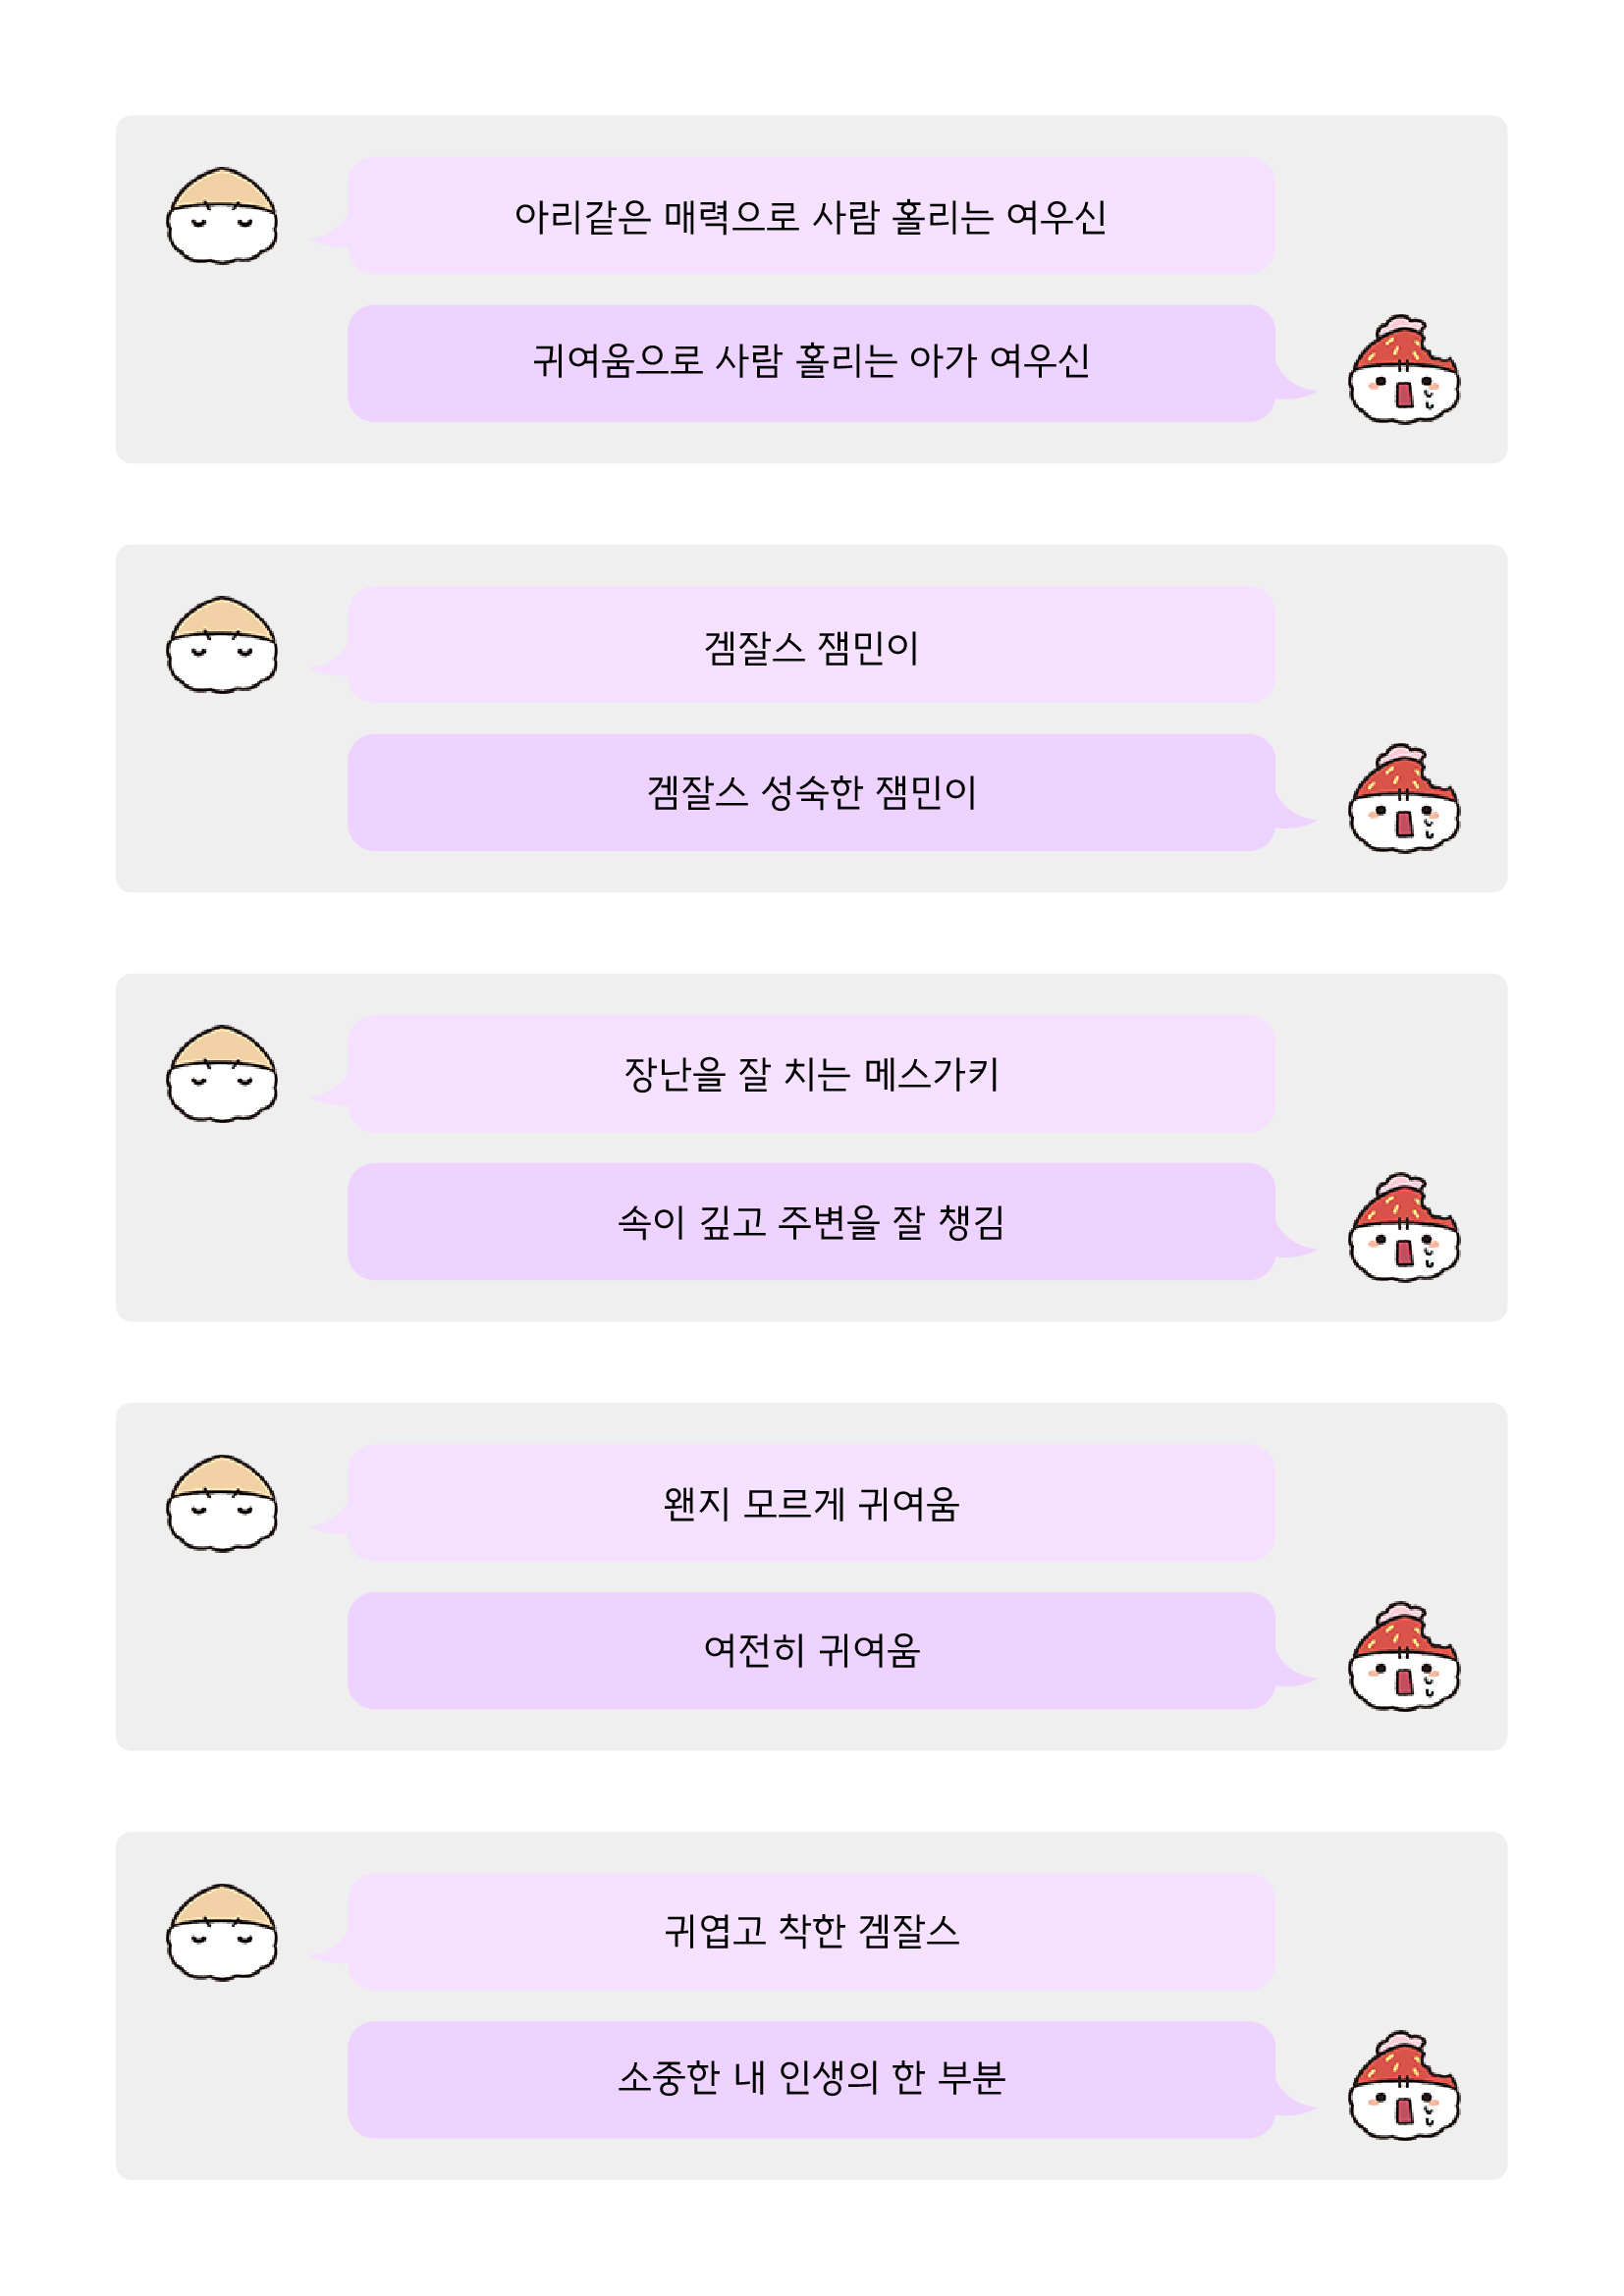 아리같은 매력으로 사람 홀리는 여우신
귀여움으로 사람 홀리는 아가 여우신
겜잘스 잼민이
겜잘스 성숙한 잼민이
장난을 잘 치는 메스가키
속이 깊고 주변을 잘 챙김
왠지 모르게 귀여움
여전히 귀여움
귀엽고 착한 겜잘스
소중한 내 인생의 한 부분